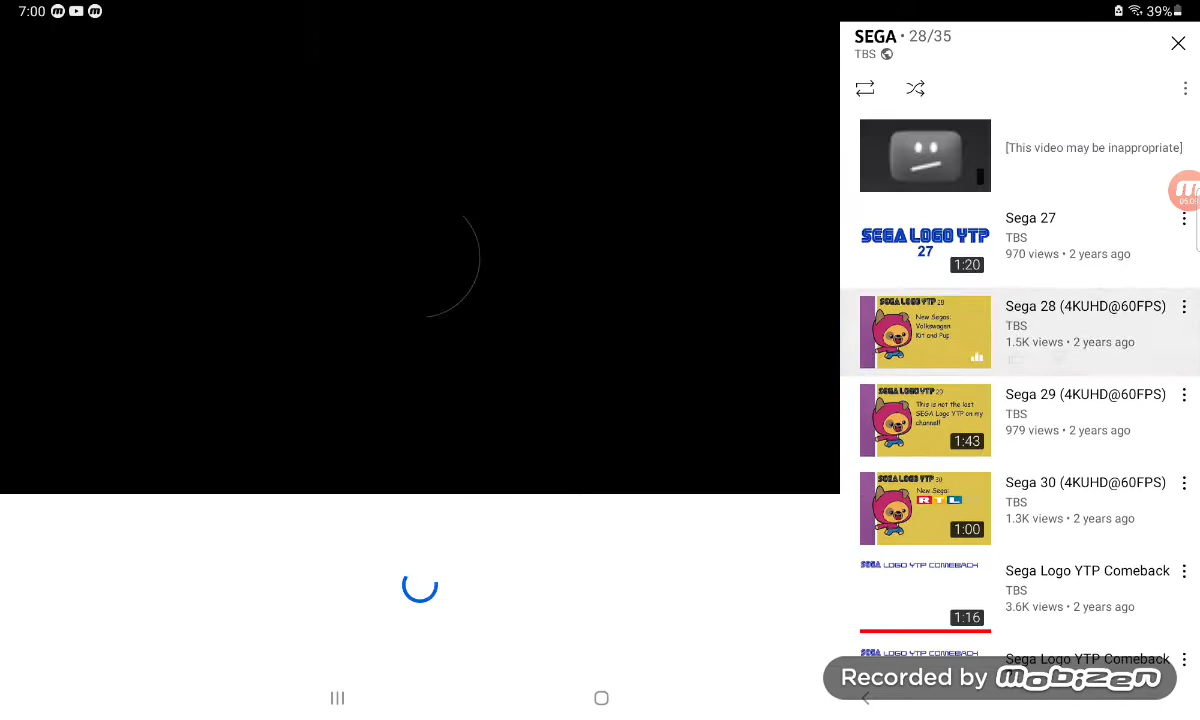 7:00
39%
SEGA • 28/35
TBS
[This video may be inappropriate]
SEGA LOGO YTP
27
1:20
Sega 27
TBS
970 views • 2 years ago
SEGA LOGO YTP 28
New Segas:
Volkswagen
Kit and Pup
Sega 28 (4KUHD@60FPS)
TBS
1.5K views • 2 years ago
SEGA LOGO YTP 29
This is not the last
SEGA Logo YTP on my
channel!
1:43
Sega 29 (4KUHD@60FPS)
TBS
979 views • 2 years ago
SEGA LOGO YTP 30
New Sega:
RTL
1:00
Sega 30 (4KUHD@60FPS)
TBS
1.3K views • 2 years ago
SEGA LOGO YTP COMEBACK
1:16
Sega Logo YTP Comeback
TBS
3.6K views • 2 years ago
SEGA LOGO YTP COMEBACK
Sega Logo YTP Comeback
Recorded by mobizen